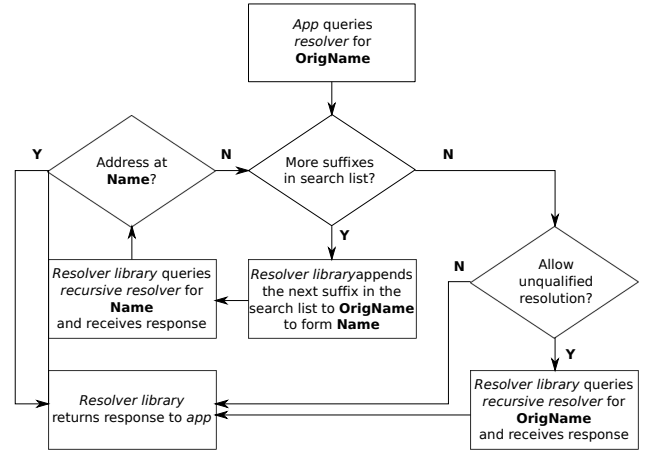 App queries
resolver for
OrigName
Y
Address at
Name?
N
More suffixes
in search list?
N
Y
Resolver library queries
recursive resolver for
Name
and receives response
Resolver libraryappends
the next suffix in the
search list to OrigName
to form Name
N
Allow
unqualified
resolution?
Y
Resolver library
returns response to app
Resolver library queries
recursive resolver for
OrigName
and receives response